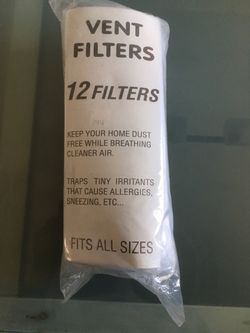 VENT
FILTERS
12 FILTERS
KEEP YOUR HOME DUST
FREE WHILE BREATHING
CLEANER AIR.
TRAPS TINY IRRITANTS
THAT CAUSE ALLERGIES,
SNEEZING, ETC...
FITS ALL SIZES